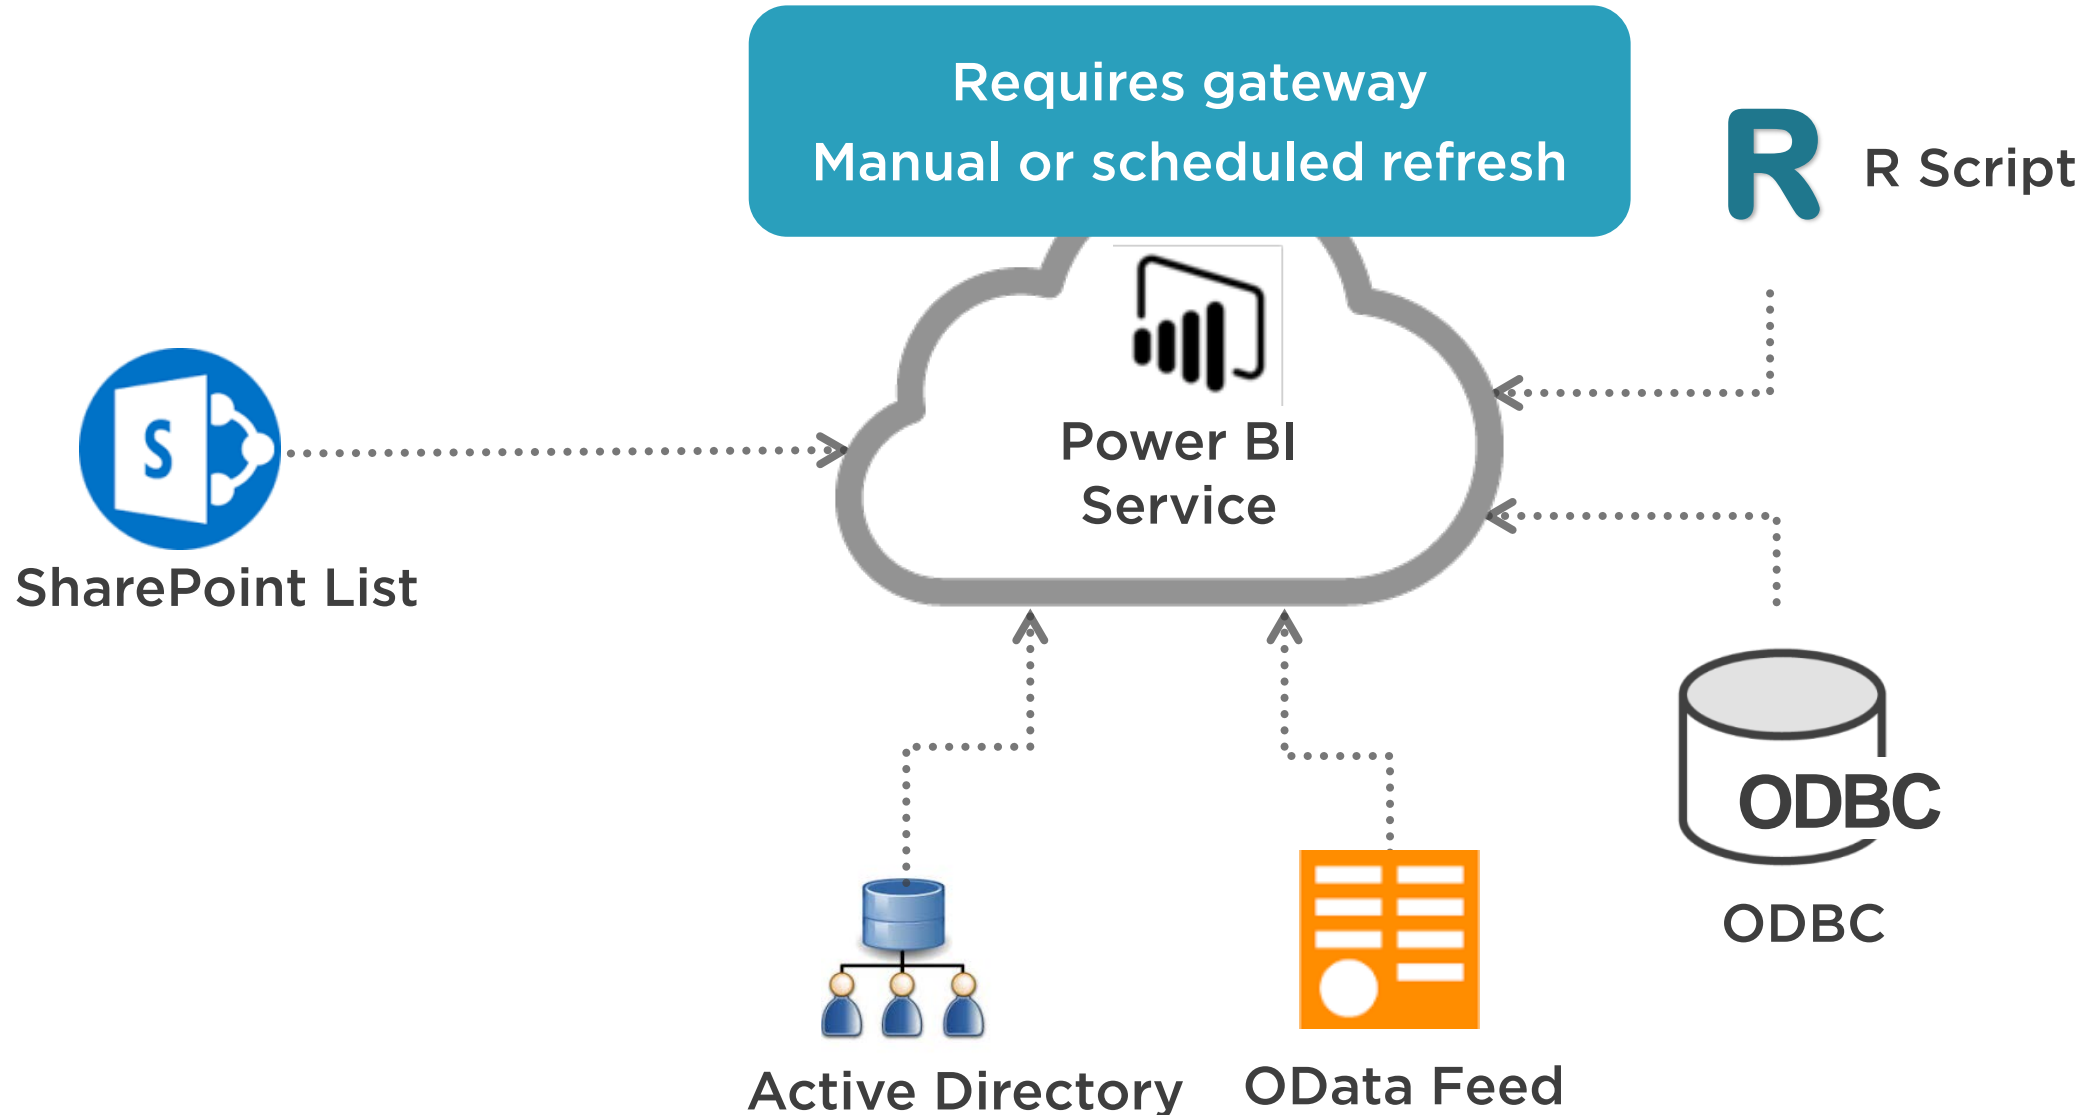 Requires gateway
Manual or scheduled refresh
R
R Script
S
Power BI
Service
SharePoint List
ODBC
ODBC
Active Directory
OData Feed